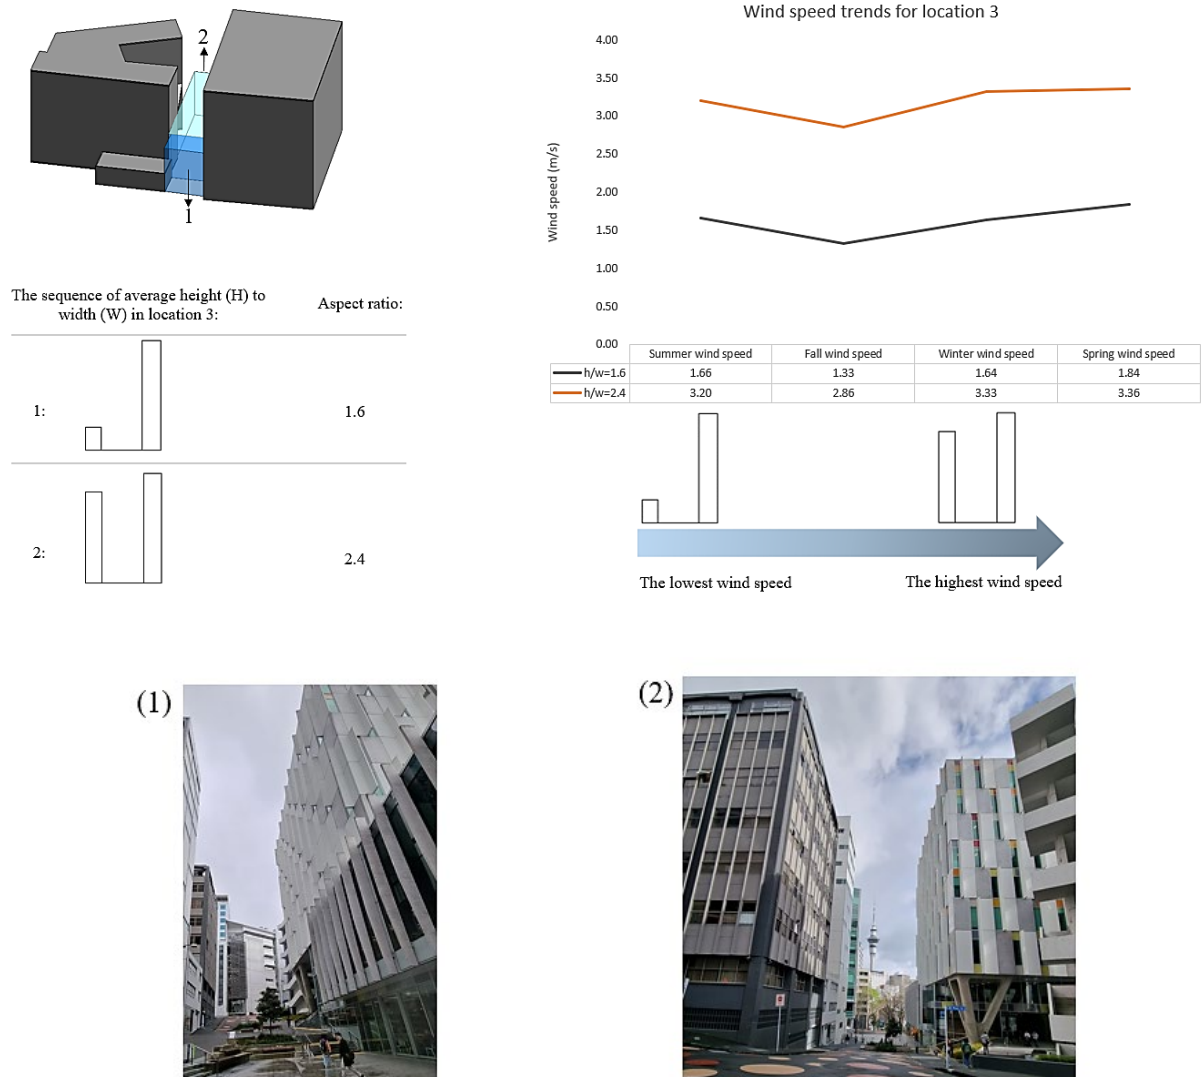 2
1
The sequence of average height (H) to
width (W) in location 3:
Aspect ratio:
1:
1.6
2:
2.4
Wind speed trends for location 3
Wind speed (m/s)
4.00
3.50
3.00
2.50
2.00
1.50
1.00
0.50
0.00
Summer wind speed Fall wind speed Winter wind speed Spring wind speed
h/w=1.6 1.66 1.33 1.64 1.84
h/w=2.4 3.20 2.86 3.33 3.36
The lowest wind speed
The highest wind speed
(1)
(2)